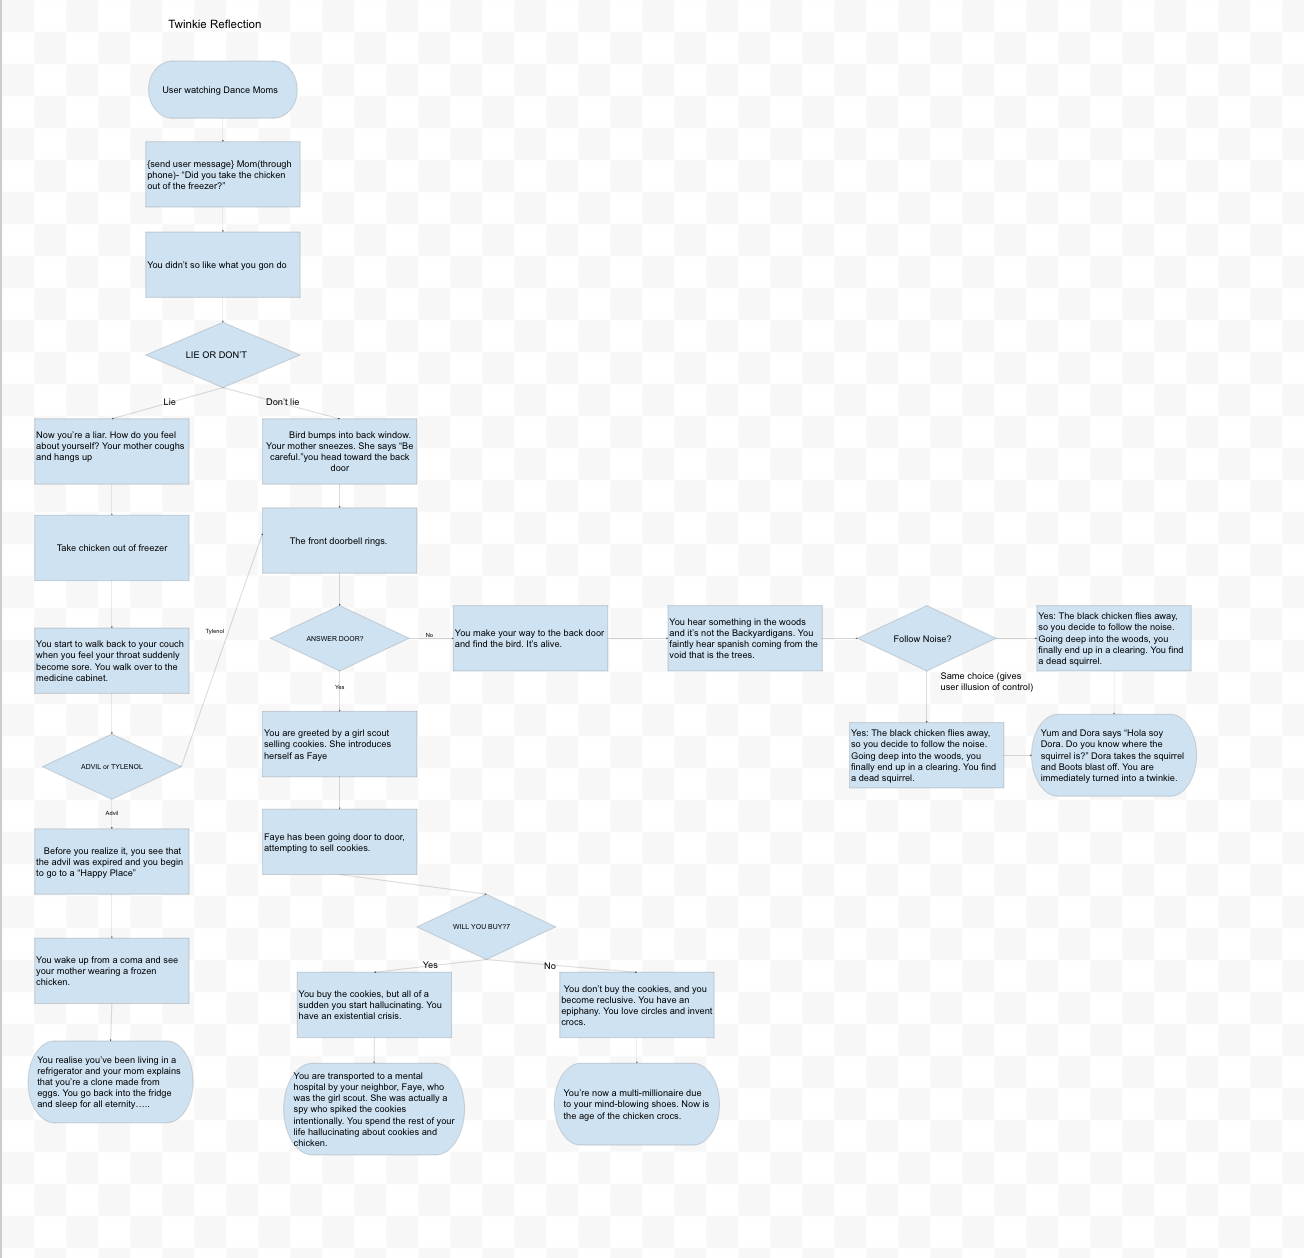 Twinkie Reflection
User watching Dance Moms
{send user message} Mom(through
phone)- “Did you take the chicken
out of the freezer?”
You didn’t so like what you gon do
LIE OR DON’T
Lie
Don’t lie
Now you’re a liar. How do you feel
about yourself? Your mother coughs
and hangs up
Bird bumps into back window.
Your mother sneezes. She says “Be
careful.”you head toward the back
door
Take chicken out of freezer
The front doorbell rings.
Tylenol
You start to walk back to your couch
when you feel your throat suddenly
become sore. You walk over to the
medicine cabinet.
ANSWER DOOR?
No
You make your way to the back door
and find the bird. It’s alive.
You hear something in the woods
and it’s not the Backyardigans. You
faintly hear spanish coming from the
void that is the trees.
Follow Noise?
Yes: The black chicken flies away,
so you decide to follow the noise.
Going deep into the woods, you
finally end up in a clearing. You find
a dead squirrel.
Same choice (gives
user illusion of control)
Yes
ADVIL or TYLENOL
You are greeted by a girl scout
selling cookies. She introduces
herself as Faye
Yes: The black chicken flies away,
so you decide to follow the noise.
Going deep into the woods, you
finally end up in a clearing. You find
a dead squirrel.
Yum and Dora says “Hola soy
Dora. Do you know where the
squirrel is?” Dora takes the squirrel
and Boots blast off. You are
immediately turned into a twinkie.
Advil
Before you realize it, you see that
the advil was expired and you begin
to go to a “Happy Place”
Faye has been going door to door,
attempting to sell cookies.
WILL YOU BUY?7
Yes
No
You wake up from a coma and see
your mother wearing a frozen
chicken.
You buy the cookies, but all of a
sudden you start hallucinating. You
have an existential crisis.
You don’t buy the cookies, and you
become reclusive. You have an
epiphany. You love circles and invent
crocs.
You realise you’ve been living in a
refrigerator and your mom explains
that you’re a clone made from
eggs. You go back into the fridge
and sleep for all eternity…..
You are transported to a mental
hospital by your neighbor, Faye, who
was the girl scout. She was actually a
spy who spiked the cookies
intentionally. You spend the rest of your
life hallucinating about cookies and
chicken.
You’re now a multi-millionaire due
to your mind-blowing shoes. Now is
the age of the chicken crocs.